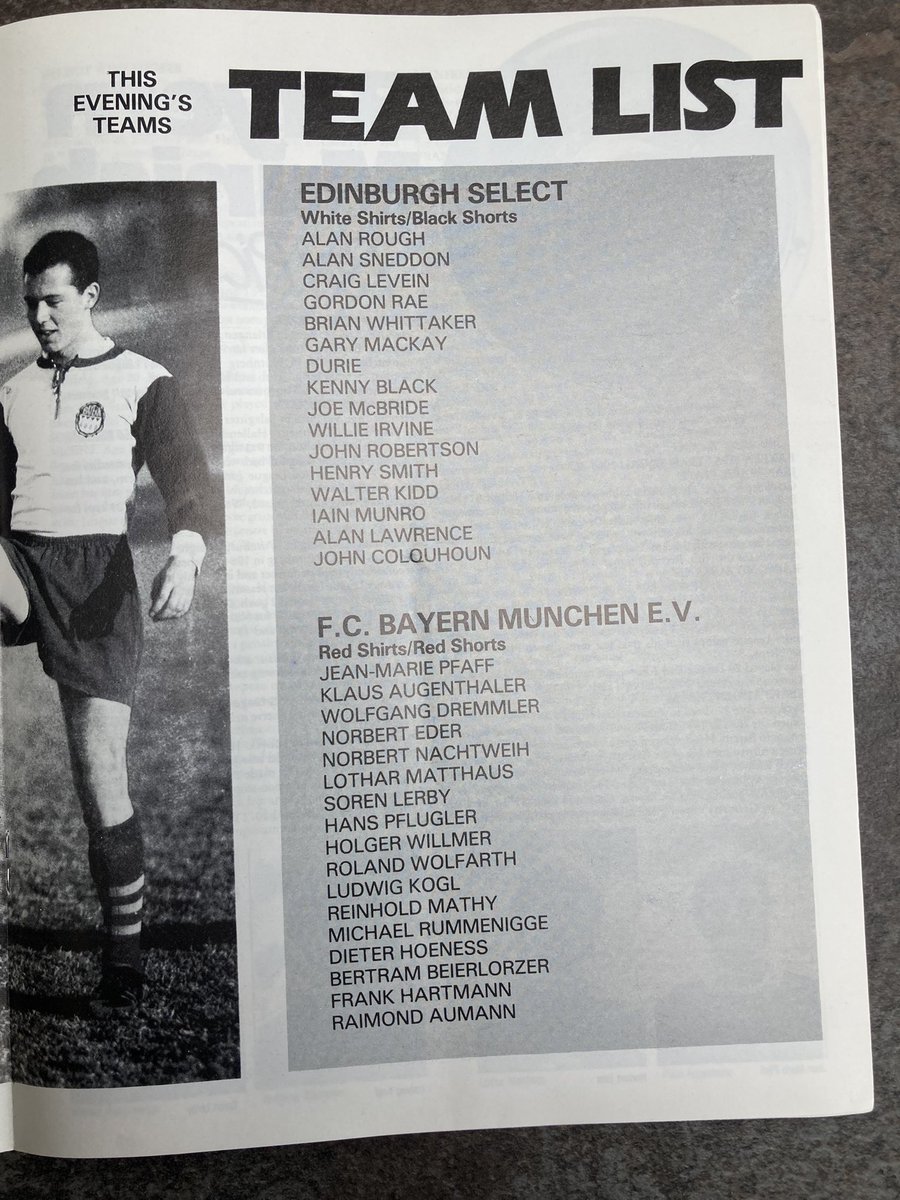 THIS
EVENING'S
TEAMS
TEAM LIST
EDINBURGH SELECT
White Shirts/Black Shorts
ALAN ROUGH
ALAN SNEDDON
CRAIG LEVEIN
GORDON RAE
BRIAN WHITTAKER
GARY MACKAY
DURIE
KENNY BLACK
JOE McBRIDE
WILLIE IRVINE
JOHN ROBERTSON
HENRY SMITH
WALTER KIDD
IAIN MUNRO
ALAN LAWRENCE
JOHN COLQUHOUN
F.C. BAYERN MUNCHEN E.V.
Red Shirts/Red Shorts
JEAN-MARIE PFAFF
KLAUS AUGENTHALER
WOLFGANG DREMMLER
NORBERT EDER
NORBERT NACHTWEIH
LOTHAR MATTHAUS
SOREN LERBY
HANS PFLUGLER
HOLGER WILLMER
ROLAND WOLFARTH
LUDWIG KOGL
REINHOLD MATHY
MICHAEL RUMMENIGGE
DIETER HOENESS
BERTRAM BEIERLORZER
FRANK HARTMANN
RAIMOND AUMANN